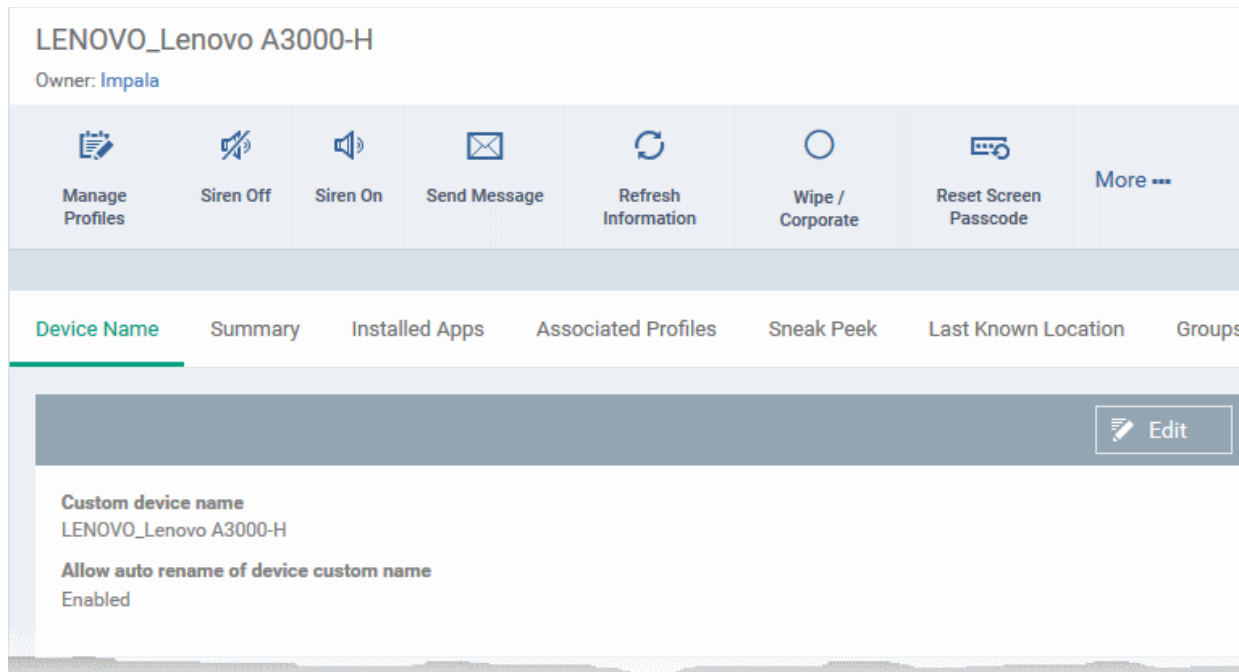 LENOVO_Lenovo A3000-H
Owner: Impala
Manage
Profiles
Siren Off
Siren On
Send Message
Refresh
Information
Wipe /
Corporate
Reset Screen
Passcode
More
Device Name
Summary
Installed Apps
Associated Profiles
Sneak Peek
Last Known Location
Groups
Edit
Custom device name
LENOVO_Lenovo A3000-H
Allow auto rename of device custom name
Enabled